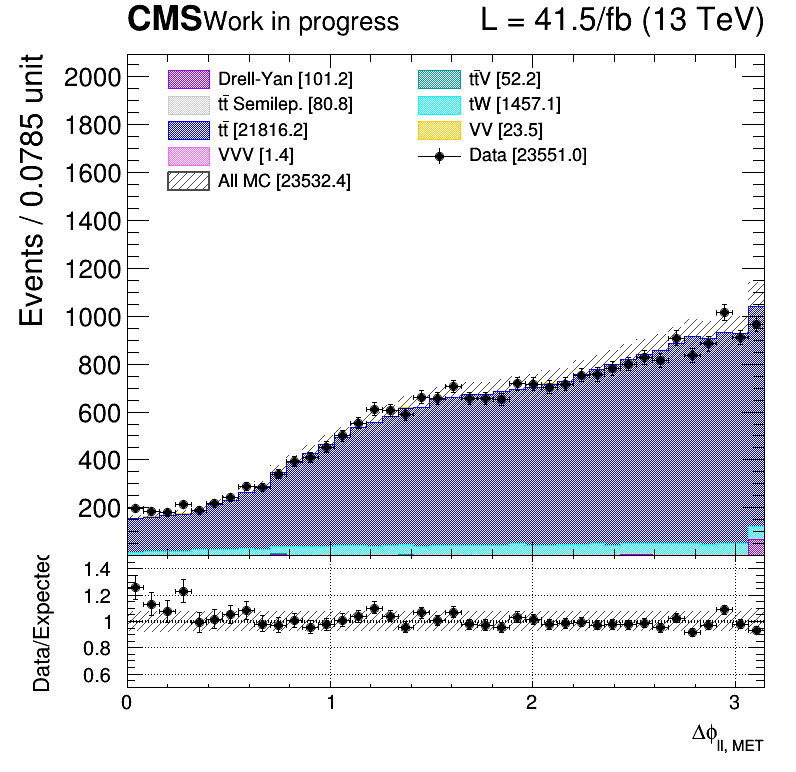 CMS Work in progress L = 41.5/fb (13 TeV)
Events / 0.0785 unit
2000
1800
1600
1400
1200
1000
800
600
400
200
Drell-Yan [101.2]
tt̄ Semilep. [80.8]
tt̄ [21816.2]
VVV [1.4]
All MC [23532.4]
tt̄V [52.2]
tW [1457.1]
VV [23.5]
Data [23551.0]
Data/Expected
1.4
1.2
1
0.8
0.6
0 1 2 3
Δϕll, MET